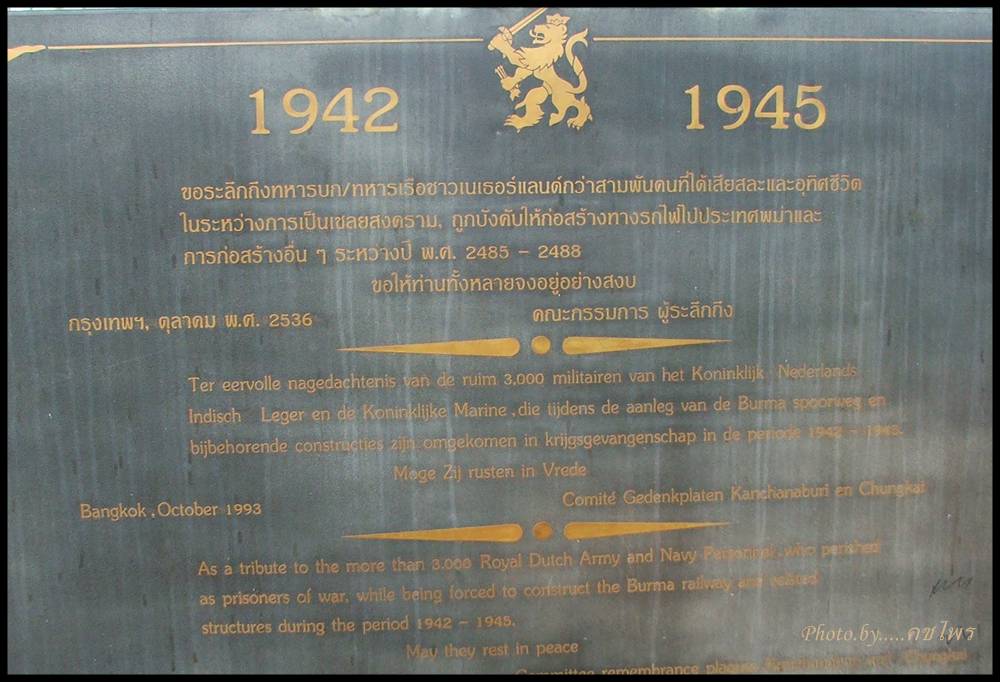 1942 1945
ขอระลึกถึงทหารบก/ทหารเรือชาวเนเธอร์แลนด์กว่าสามพันคนที่ได้เสียสละและอุทิศชีวิต
ในระหว่างการเป็นเชลยสงคราม, ถูกบังคับให้ก่อสร้างทางรถไฟไปประเทศพม่าและ
การก่อสร้างอื่น ๆ ระหว่างปี พ.ศ. 2485 - 2488
ขอให้ท่านทั้งหลายจงอยู่อย่างสงบ
กรุงเทพฯ, ตุลาคม พ.ศ. 2536 คณะกรรมการ ผู้ระลึกถึง
Ter eervolle nagedachtenis van de ruim 3,000 militairen van het Koninklijk Nederlands
Indisch Leger en de Koninklijke Marine , die tijdens de aanleg van de Burma spoorweg en
bijbehorende constructies zijn omgekomen in krijgsgevangenschap in de periode 1942 - 1945.
Moge Zij rusten in Vrede
Bangkok , October 1993 Comité Gedenkplaten Kanchanaburi en Chungkai
As a tribute to the more than 3,000 Royal Dutch Army and Navy Personnel, who perished
as prisoners of war, while being forced to construct the Burma railway and related
structures during the period 1942 - 1945.
May they rest in peace
Committee remembrance plaques Kanchanaburi and Chungkai
Photo.by.....คชไพร